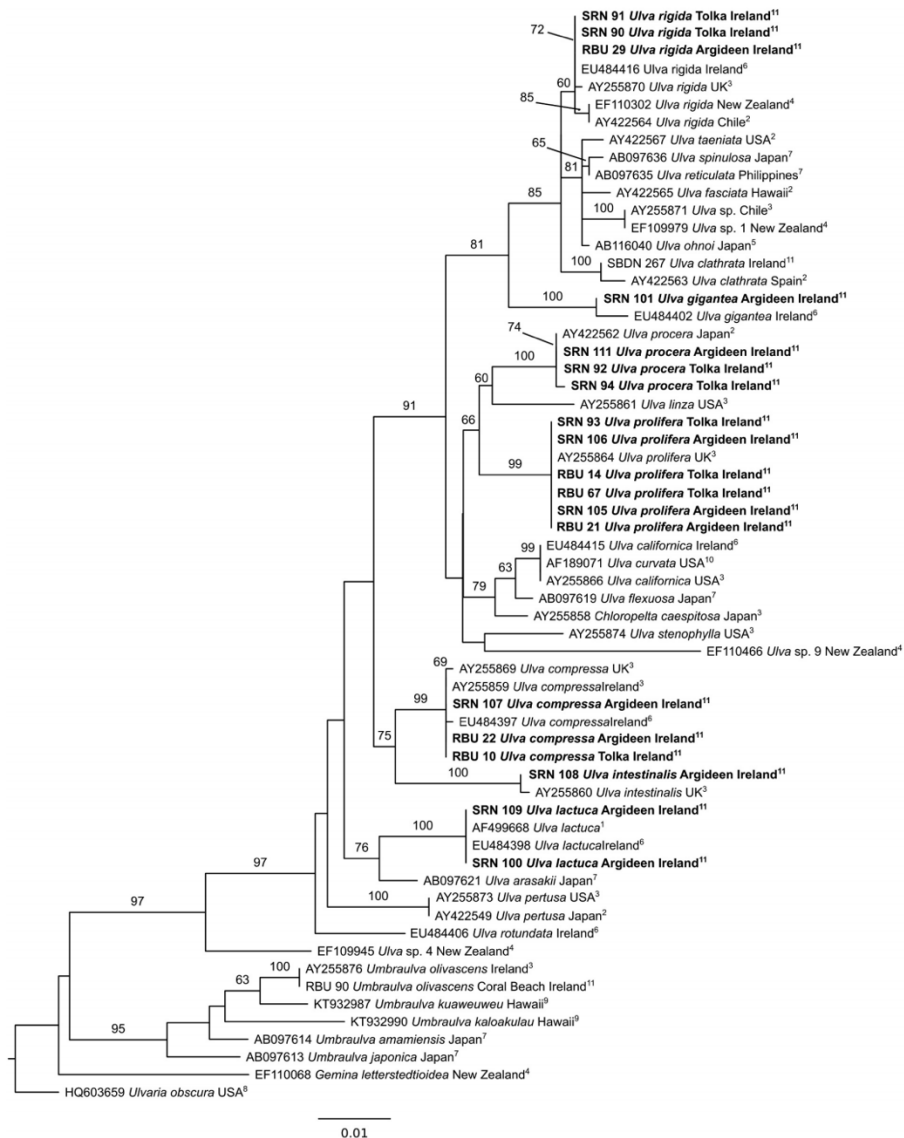 SRN 91 Ulva rigida Tolka Ireland¹¹
SRN 90 Ulva rigida Tolka Ireland¹¹
72
RBU 29 Ulva rigida Argideen Ireland¹¹
EU484416 Ulva rigida Ireland⁶
60
AY255870 Ulva rigida UK³
85
EF110302 Ulva rigida New Zealand⁴
AY422564 Ulva rigida Chile²
AY422567 Ulva taeniata USA²
65
AB097636 Ulva spinulosa Japan⁷
81
AB097635 Ulva reticulata Philippines⁷
85
AY422565 Ulva fasciata Hawaii²
100
AY255871 Ulva sp. Chile³
EF109979 Ulva sp. 1 New Zealand⁴
81
AB116040 Ulva ohnoi Japan⁵
100
SBDN 267 Ulva clathrata Ireland¹¹
AY422563 Ulva clathrata Spain²
100
SRN 101 Ulva gigantea Argideen Ireland¹¹
EU484402 Ulva gigantea Ireland⁶
74
AY422562 Ulva procera Japan²
100
SRN 111 Ulva procera Argideen Ireland¹¹
SRN 92 Ulva procera Tolka Ireland¹¹
60
SRN 94 Ulva procera Tolka Ireland¹¹
91
AY255861 Ulva linza USA³
66
SRN 93 Ulva prolifera Tolka Ireland¹¹
SRN 106 Ulva prolifera Argideen Ireland¹¹
AY255864 Ulva prolifera UK³
99
RBU 14 Ulva prolifera Tolka Ireland¹¹
RBU 67 Ulva prolifera Tolka Ireland¹¹
SRN 105 Ulva prolifera Argideen Ireland¹¹
RBU 21 Ulva prolifera Argideen Ireland¹¹
99
EU484415 Ulva californica Ireland⁶
63
AF189071 Ulva curvata USA¹⁰
AY255866 Ulva californica USA³
79
AB097619 Ulva flexuosa Japan⁷
AY255858 Chloropelta caespitosa Japan³
AY255874 Ulva stenophylla USA³
EF110466 Ulva sp. 9 New Zealand⁴
69
AY255869 Ulva compressa UK³
AY255859 Ulva compressaIreland³
99
SRN 107 Ulva compressa Argideen Ireland¹¹
EU484397 Ulva compressaIreland⁶
75
RBU 22 Ulva compressa Argideen Ireland¹¹
RBU 10 Ulva compressa Tolka Ireland¹¹
100
SRN 108 Ulva intestinalis Argideen Ireland¹¹
AY255860 Ulva intestinalis UK³
SRN 109 Ulva lactuca Argideen Ireland¹¹
100
AF499668 Ulva lactuca¹
EU484398 Ulva lactucaIreland⁶
76
SRN 100 Ulva lactuca Argideen Ireland¹¹
97
AB097621 Ulva arasakii Japan⁷
100
AY255873 Ulva pertusa USA³
97
AY422549 Ulva pertusa Japan²
EU484406 Ulva rotundata Ireland⁶
EF109945 Ulva sp. 4 New Zealand⁴
100
AY255876 Umbraulva olivascens Ireland³
63
RBU 90 Umbraulva olivascens Coral Beach Ireland¹¹
KT932987 Umbraulva kuaweuweu Hawaii⁹
95
KT932990 Umbraulva kaloakulau Hawaii⁹
AB097614 Umbraulva amamiensis Japan⁷
AB097613 Umbraulva japonica Japan⁷
EF110068 Gemina letterstedtioidea New Zealand⁴
HQ603659 Ulvaria obscura USA⁸
0.01